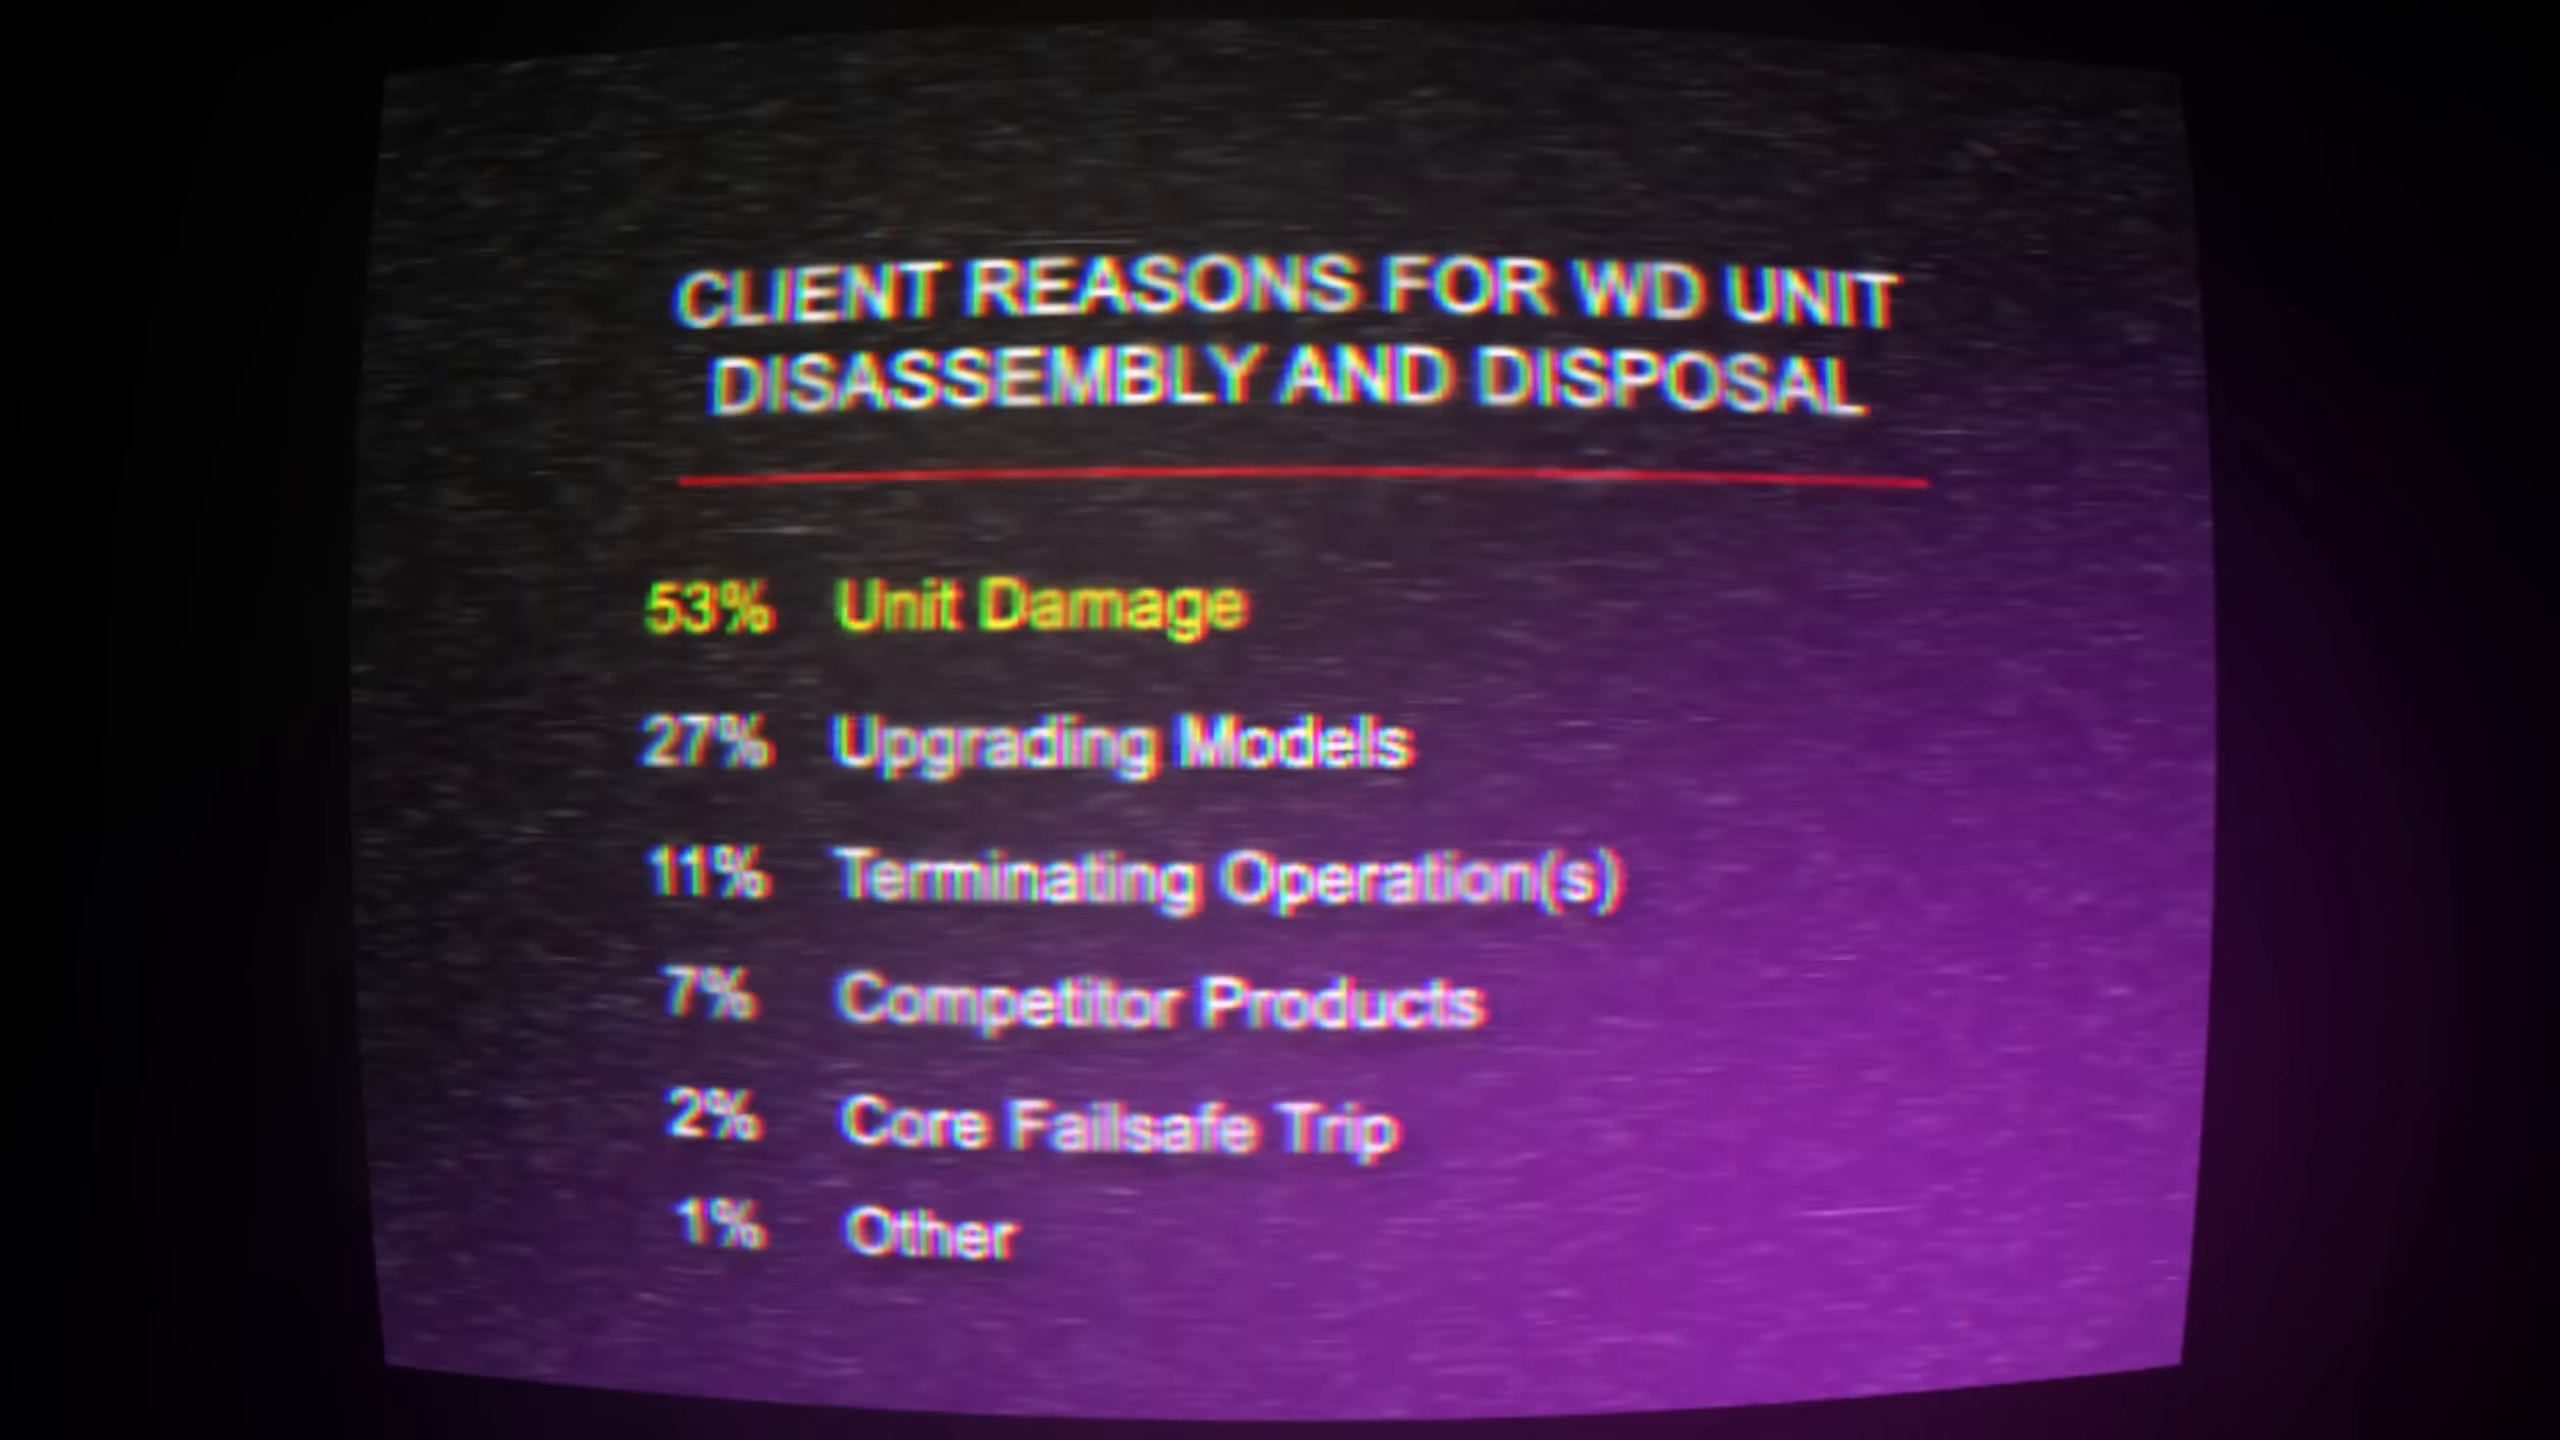 CLIENT REASONS FOR WD UNIT
DISASSEMBLY AND DISPOSAL
53% Unit Damage
27% Upgrading Models
11% Terminating Operation(s)
7% Competitor Products
2% Core Failsafe Trip
1% Other